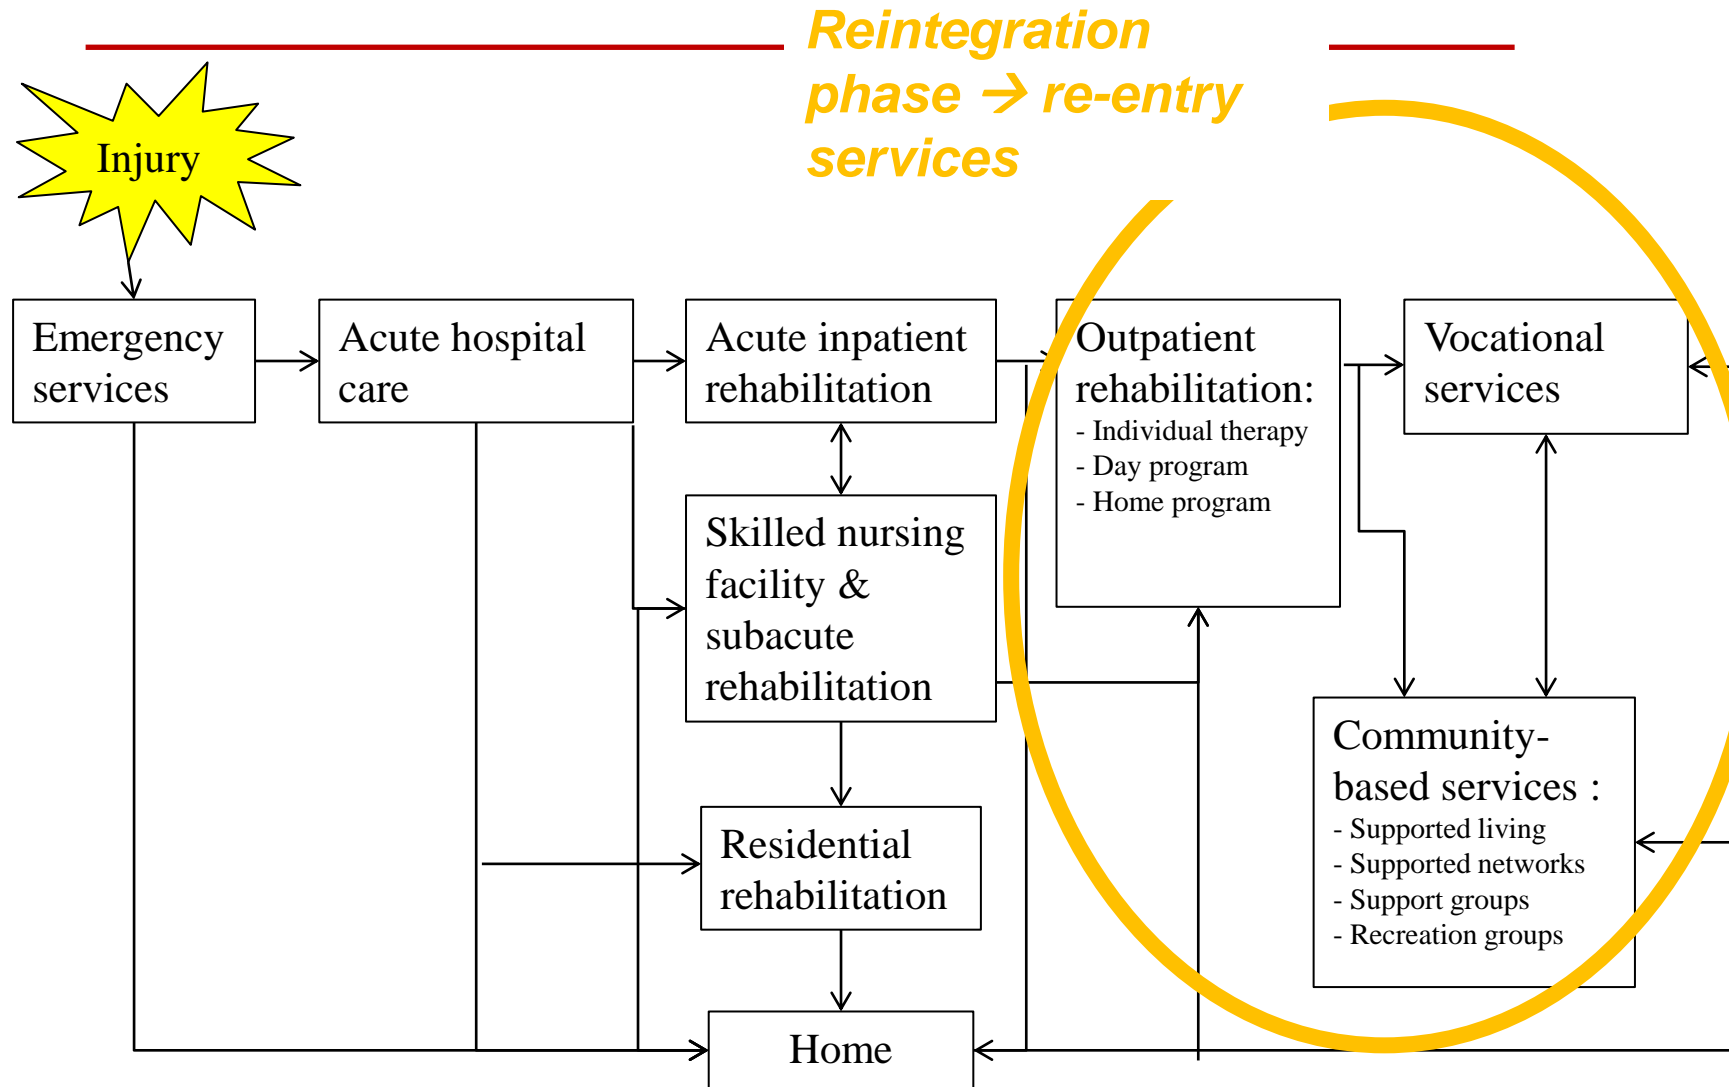 Reintegration
phase → re-entry
services
Injury
Emergency
services
Acute hospital
care
Acute inpatient
rehabilitation
Outpatient
rehabilitation:
- Individual therapy
- Day program
- Home program
Vocational
services
Skilled nursing
facility &
subacute
rehabilitation
Community-
based services :
- Supported living
- Supported networks
- Support groups
- Recreation groups
Residential
rehabilitation
Home